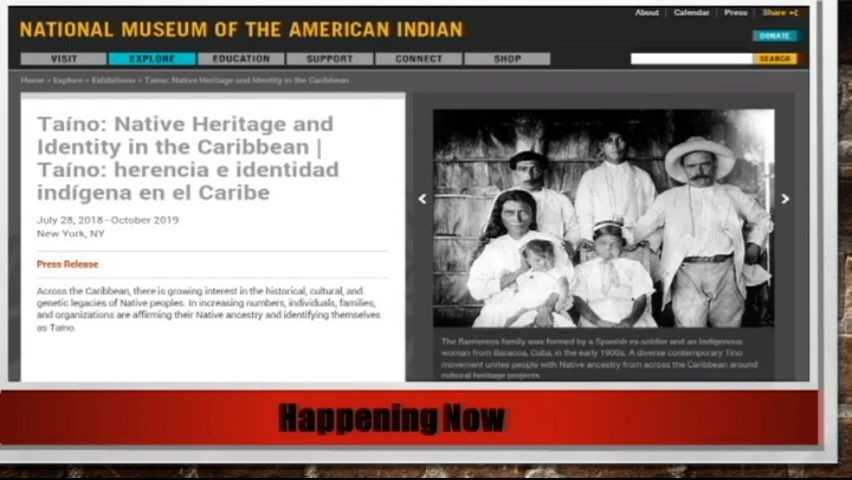 About | Calendar | Press | Share
NATIONAL MUSEUM OF THE AMERICAN INDIAN
DONATE
VISIT EXPLORE EDUCATION SUPPORT CONNECT SHOP SEARCH
Home » Explore » Exhibitions » Taíno: Native Heritage and Identity in the Caribbean
Taíno: Native Heritage and
Identity in the Caribbean |
Taíno: herencia e identidad
indígena en el Caribe
July 28, 2018–October 2019
New York, NY
Press Release
Across the Caribbean, there is growing interest in the historical, cultural, and
genetic legacies of Native peoples. In increasing numbers, individuals, families,
and organizations are affirming their Native ancestry and identifying themselves
as Taíno.
The Barrientos family was formed by a Spanish ex-soldier and an Indigenous
woman from Baracoa, Cuba, in the early 1900s. A diverse contemporary Tíno
movement unites people with Native ancestry from across the Caribbean around
cultural heritage projects.
Happening Now